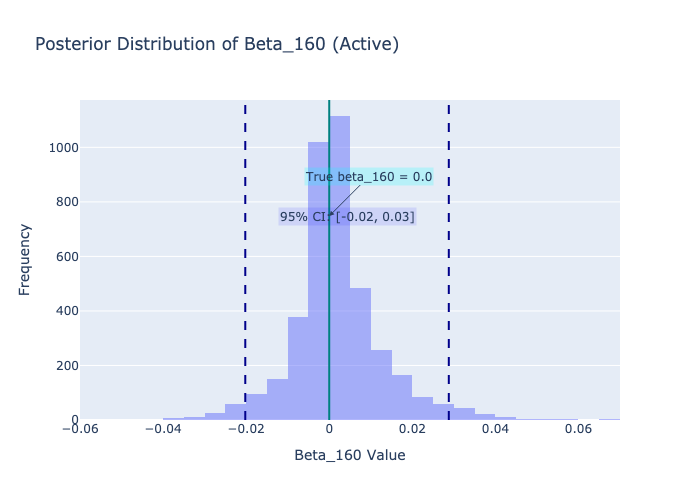 Posterior Distribution of Beta_160 (Active)
1000
True beta_160 = 0.0
800
95% CI: [-0.02, 0.03]
600
400
200
0
−0.06 −0.04 −0.02 0 0.02 0.04 0.06
Frequency
Beta_160 Value